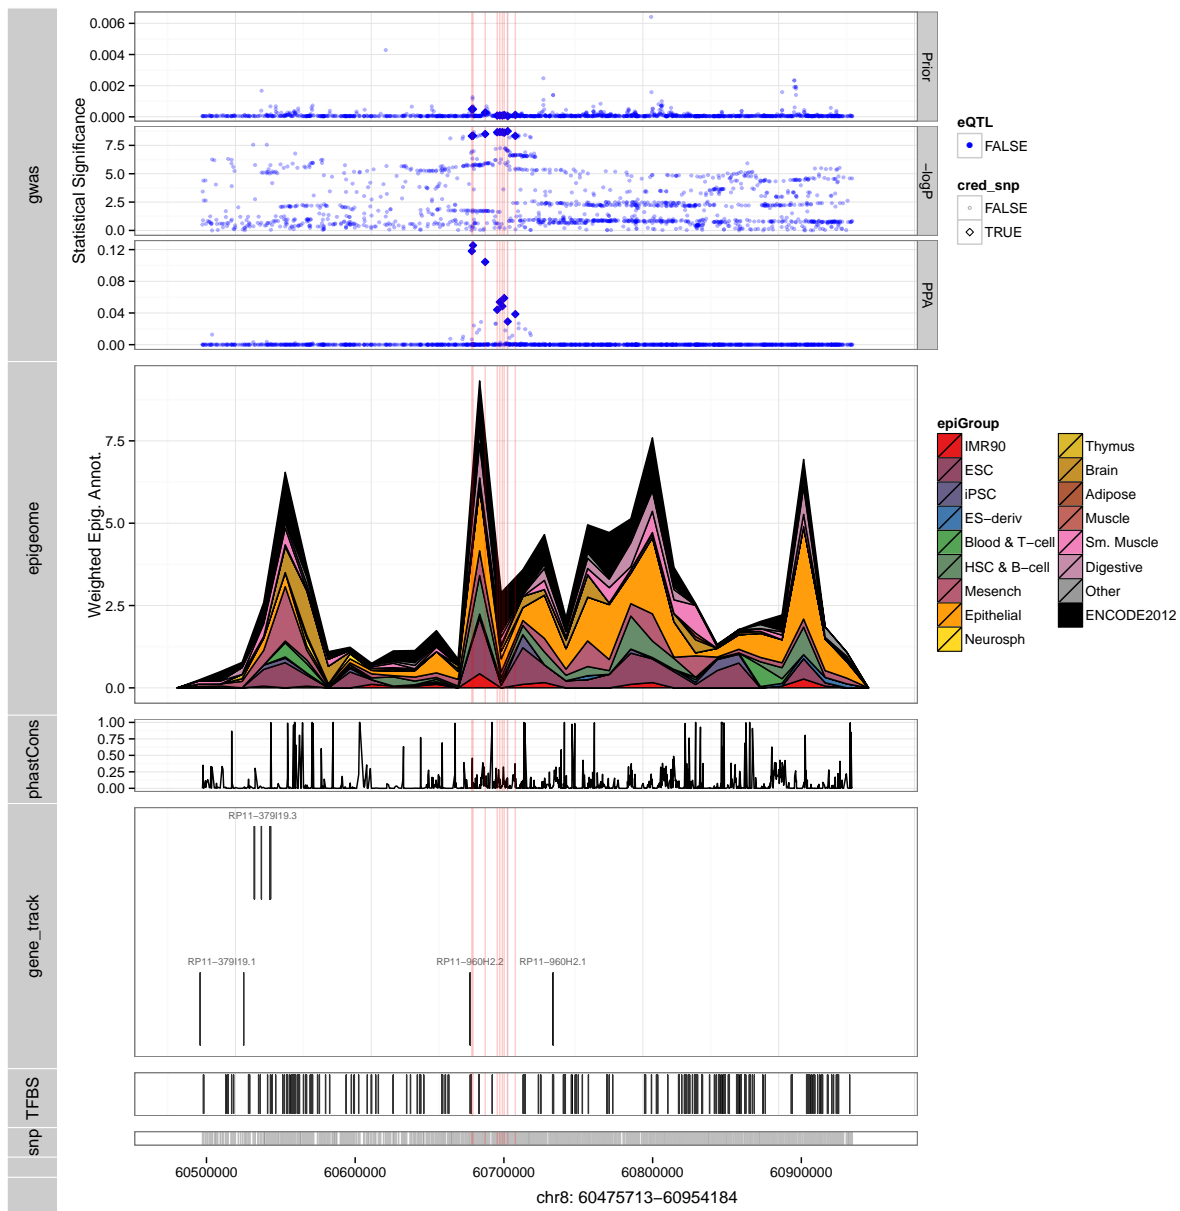 gwas
Statistical Significance
0.006
0.004
0.002
0.000
Prior
7.5
5.0
2.5
0.0
−logP
0.12
0.08
0.04
0.00
PPA
eQTL
FALSE
cred_snp
FALSE
TRUE
epigeome
Weighted Epig. Annot.
7.5
5.0
2.5
0.0
epiGroup
IMR90
ESC
iPSC
ES−deriv
Blood & T−cell
HSC & B−cell
Mesench
Epithelial
Neurosph
Thymus
Brain
Adipose
Muscle
Sm. Muscle
Digestive
Other
ENCODE2012
phastCons
1.00
0.75
0.50
0.25
0.00
gene_track
RP11−379I19.3
RP11−379I19.1
RP11−960H2.2
RP11−960H2.1
TFBS
snp
60500000
60600000
60700000
60800000
60900000
chr8: 60475713−60954184